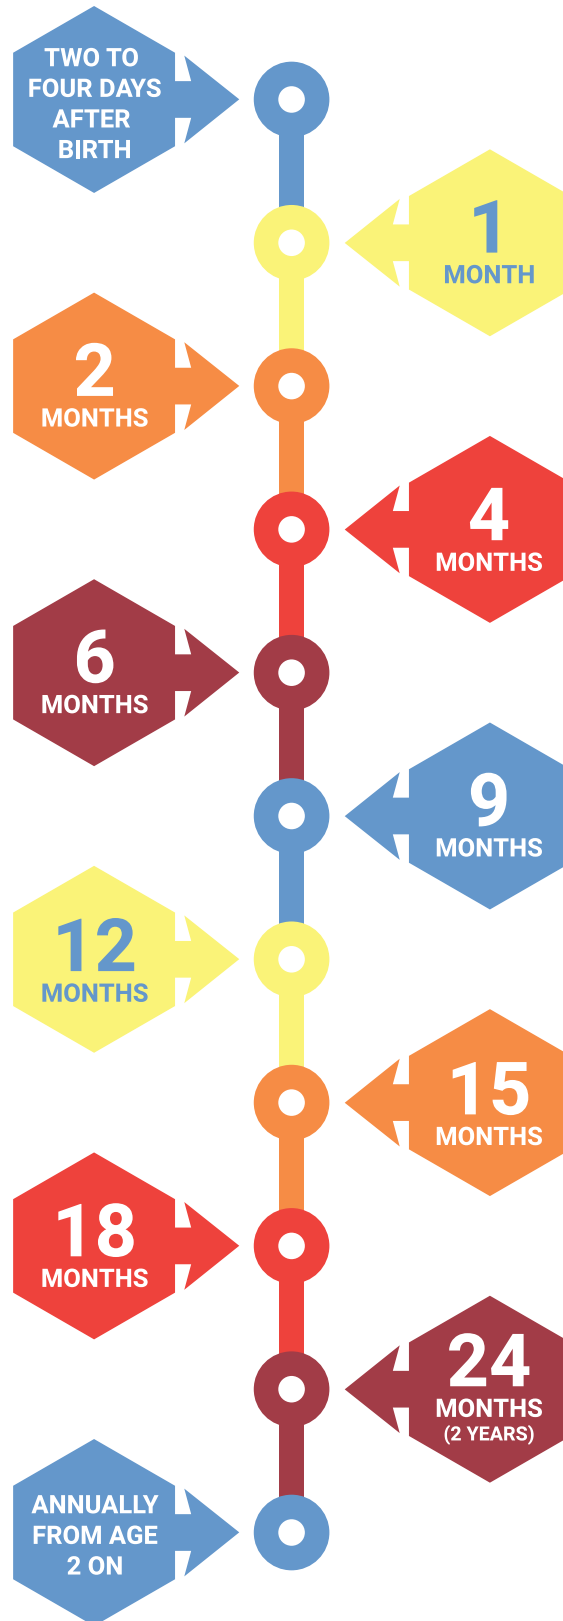 TWO TO
FOUR DAYS
AFTER
BIRTH
1
MONTH
2
MONTHS
4
MONTHS
6
MONTHS
9
MONTHS
12
MONTHS
15
MONTHS
18
MONTHS
24
MONTHS
(2 YEARS)
ANNUALLY
FROM AGE
2 ON